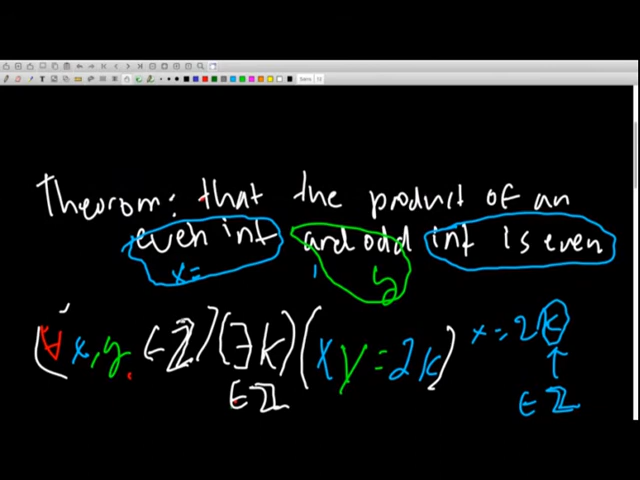 Theorom: that the product of an
even int and odd int is even
x= y
(∀x,y. ∈ℤ)(∃k)(xy=2k) x=2k
∈ℤ ∈ℤ